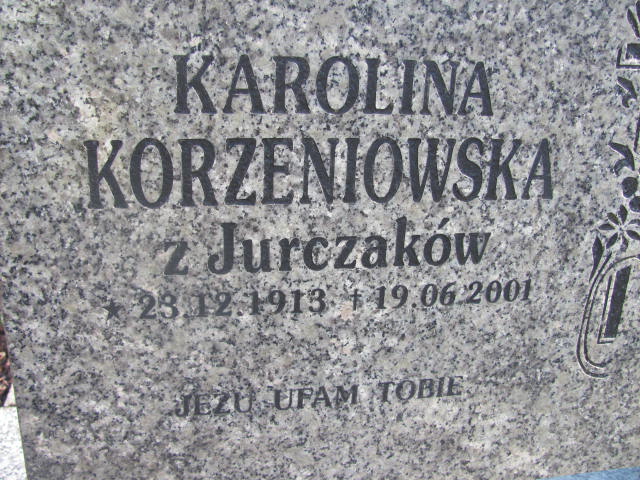 KAROLINA
KORZENIOWSKA
z Jurczaków
★ 23.12.1913 † 19.06.2001
JEZU UFAM TOBIE